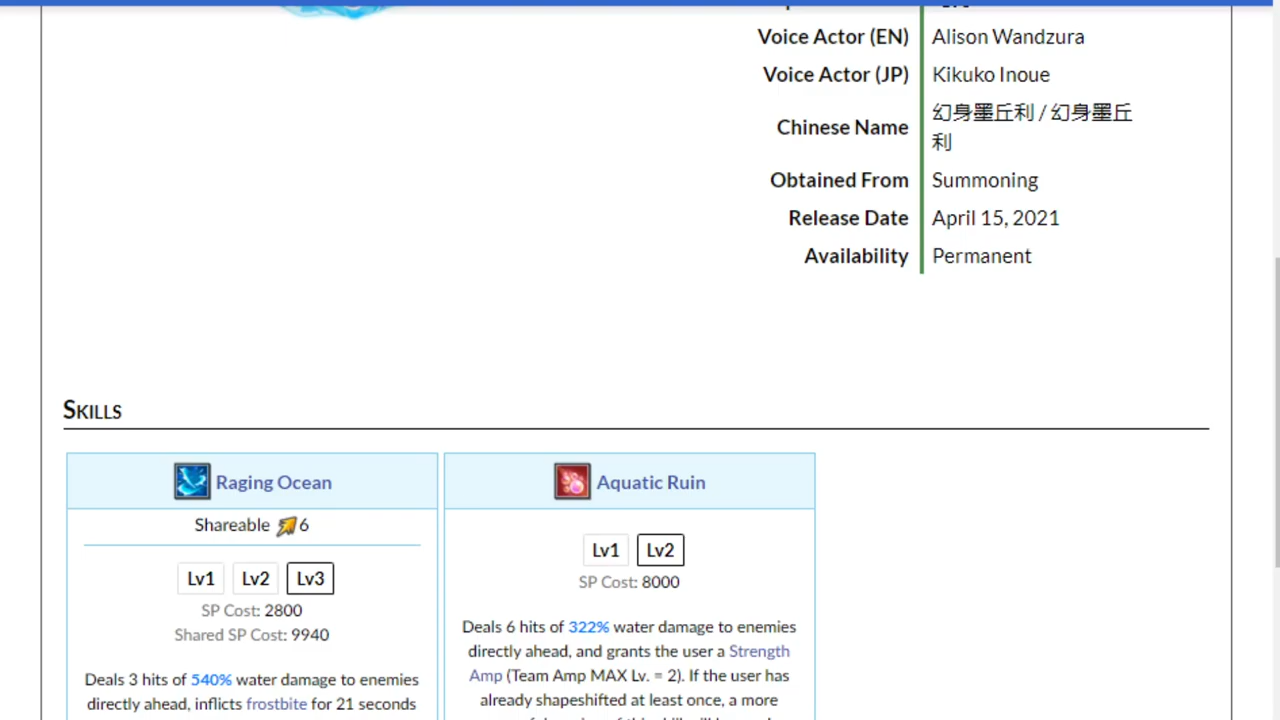 Voice Actor (EN) Alison Wandzura
Voice Actor (JP) Kikuko Inoue
Chinese Name 幻身墨丘利 / 幻身墨丘
利
Obtained From Summoning
Release Date April 15, 2021
Availability Permanent
SKILLS
Raging Ocean
Shareable 6
Lv1 Lv2 Lv3
SP Cost: 2800
Shared SP Cost: 9940
Deals 3 hits of 540% water damage to enemies
directly ahead, inflicts frostbite for 21 seconds
Aquatic Ruin
Lv1 Lv2
SP Cost: 8000
Deals 6 hits of 322% water damage to enemies
directly ahead, and grants the user a Strength
Amp (Team Amp MAX Lv. = 2). If the user has
already shapeshifted at least once, a more